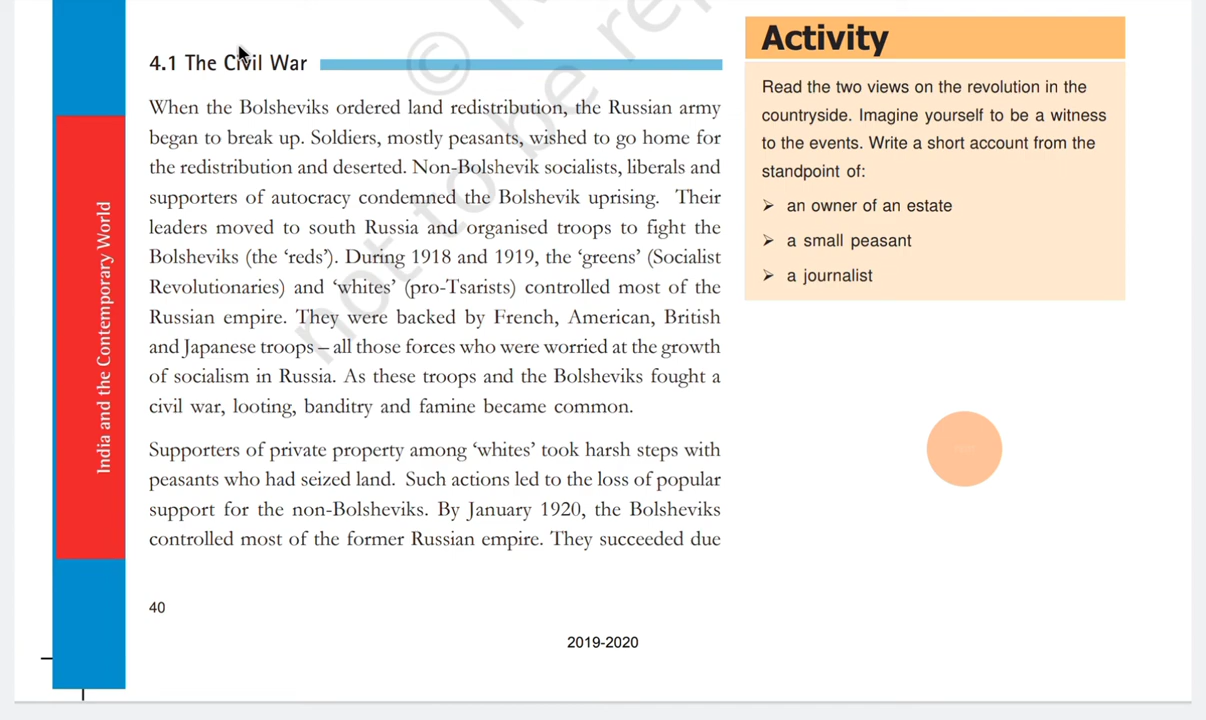 4.1 The Civil War
When the Bolsheviks ordered land redistribution, the Russian army
began to break up. Soldiers, mostly peasants, wished to go home for
the redistribution and deserted. Non-Bolshevik socialists, liberals and
supporters of autocracy condemned the Bolshevik uprising. Their
leaders moved to south Russia and organised troops to fight the
Bolsheviks (the ‘reds’). During 1918 and 1919, the ‘greens’ (Socialist
Revolutionaries) and ‘whites’ (pro-Tsarists) controlled most of the
Russian empire. They were backed by French, American, British
and Japanese troops – all those forces who were worried at the growth
of socialism in Russia. As these troops and the Bolsheviks fought a
civil war, looting, banditry and famine became common.
Supporters of private property among ‘whites’ took harsh steps with
peasants who had seized land. Such actions led to the loss of popular
support for the non-Bolsheviks. By January 1920, the Bolsheviks
controlled most of the former Russian empire. They succeeded due
Activity
Read the two views on the revolution in the
countryside. Imagine yourself to be a witness
to the events. Write a short account from the
standpoint of:
➢ an owner of an estate
➢ a small peasant
➢ a journalist
India and the Contemporary World
40
2019-2020
©
not to be re